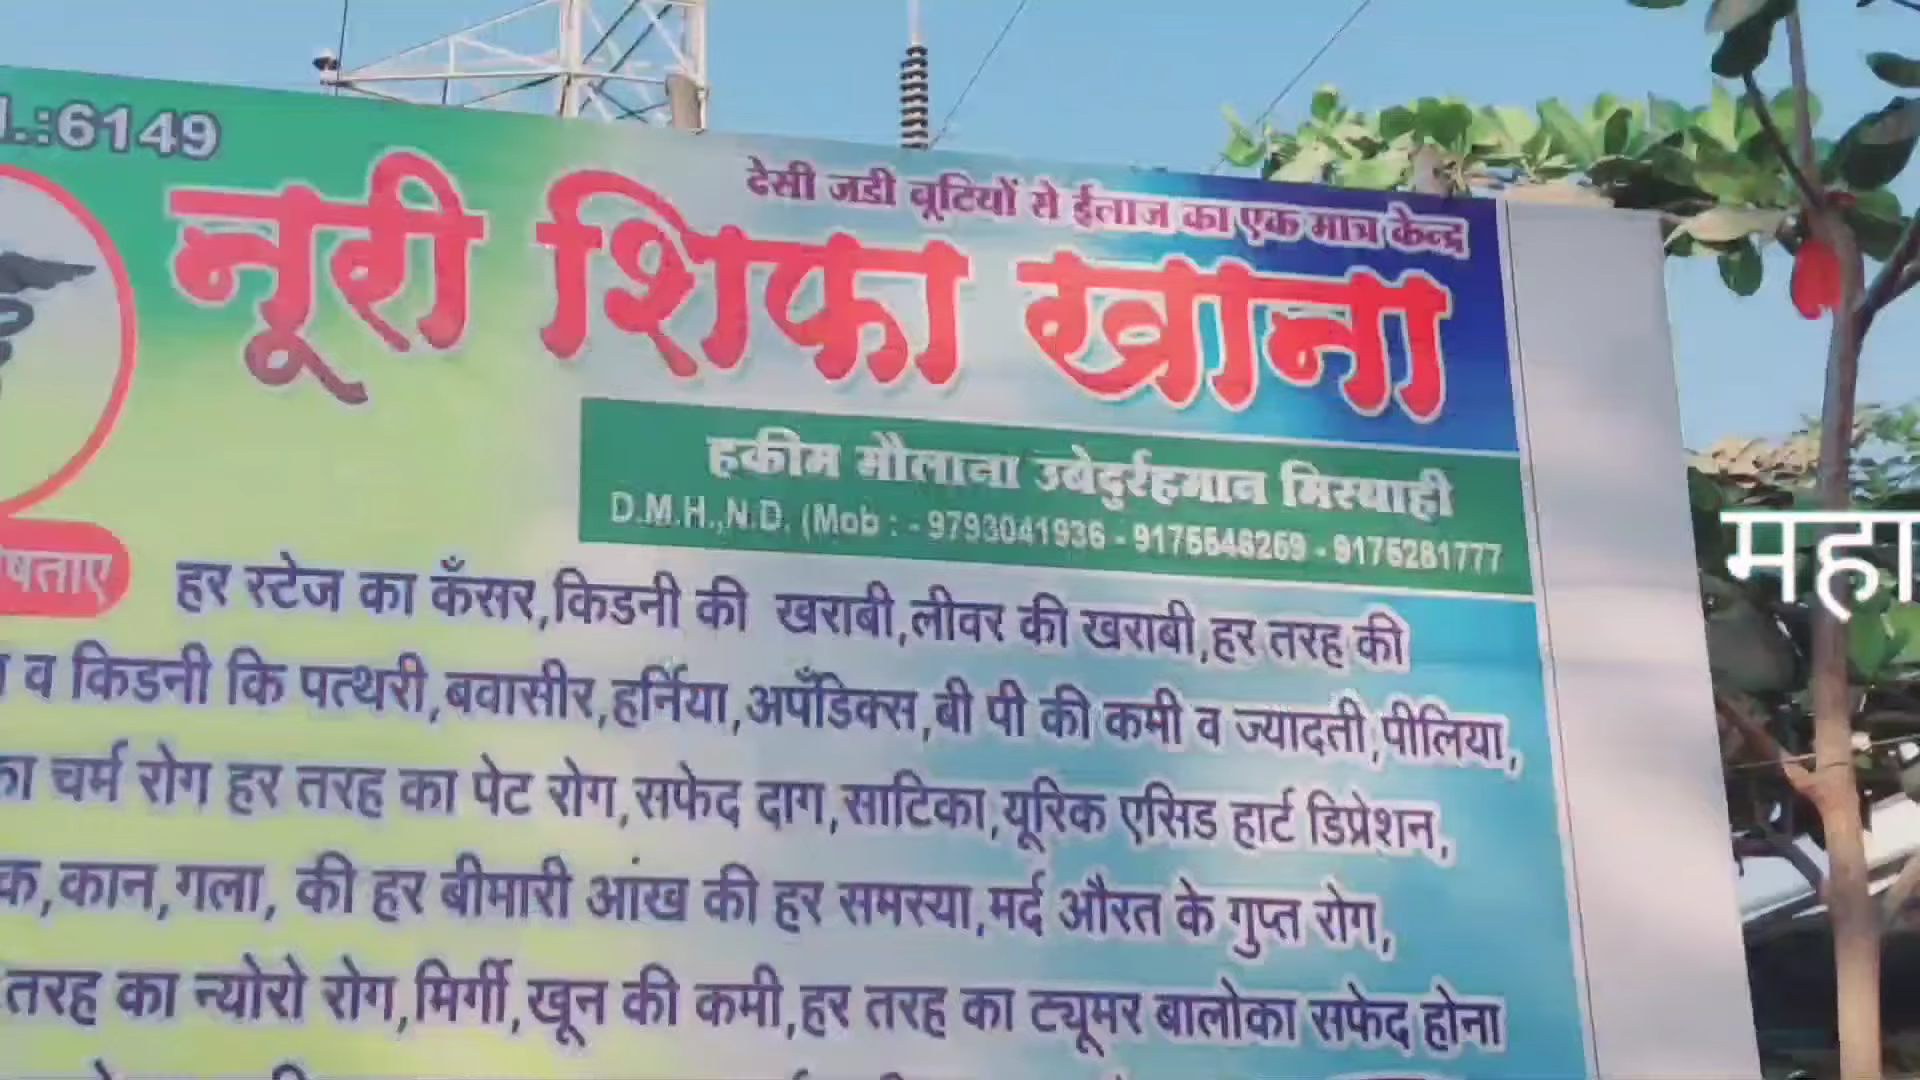 .:6149
देसी जडी बूटियों से ईलाज का एक मात्र केन्द्र
नूरी शिफा खाना
हकीम मौलाना उबेदुर्रहमान मिस्बाही
D.M.H.,N.D. (Mob : - 9793041936 - 9175546259 - 9175281777
षताए
हर स्टेज का कँसर,किडनी की खराबी,लीवर की खराबी,हर तरह की
व किडनी कि पत्थरी,बवासीर,हर्निया,अपँडिक्स,बी पी की कमी व ज्यादती,पीलिया,
का चर्म रोग हर तरह का पेट रोग,सफेद दाग,साटिका,यूरिक एसिड हार्ट डिप्रेशन,
क,कान,गला, की हर बीमारी आंख की हर समस्या,मर्द औरत के गुप्त रोग,
तरह का न्योरो रोग,मिर्गी,खून की कमी,हर तरह का ट्यूमर बालोका सफेद होना
महा